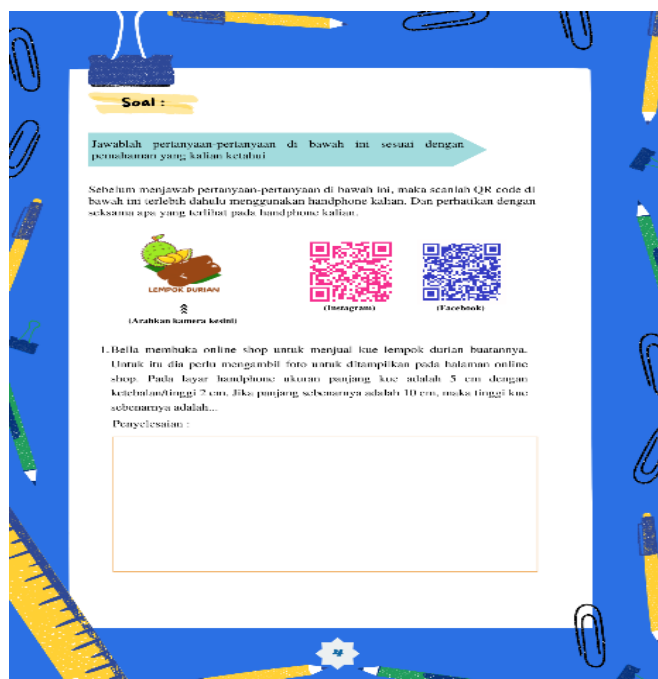 Soal :
Jawablah pertanyaan-pertanyaan di bawah ini sesuai dengan
pemahaman yang kalian ketahui
Sebelum menjawab pertanyaan-pertanyaan di bawah ini, maka scanlah QR code di
bawah ini terlebih dahulu menggunakan handphone kalian. Dan perhatikan dengan
seksama apa yang terlihat pada handphone kalian.
LEMPOK DURIAN
(Arahkan kamera kesini)
(Instagram)
(Facebook)
1. Bella membuka online shop untuk menjual kue lempok durian buatannya.
Untuk itu dia perlu mengambil foto untuk ditampilkan pada halaman online
shop. Pada layar handphone ukuran panjang kue adalah 5 cm dengan
ketebalan/tinggi 2 cm. Jika panjang sebenarnya adalah 10 cm, maka tinggi kue
sebenarnya adalah...
Penyelesaian :
4